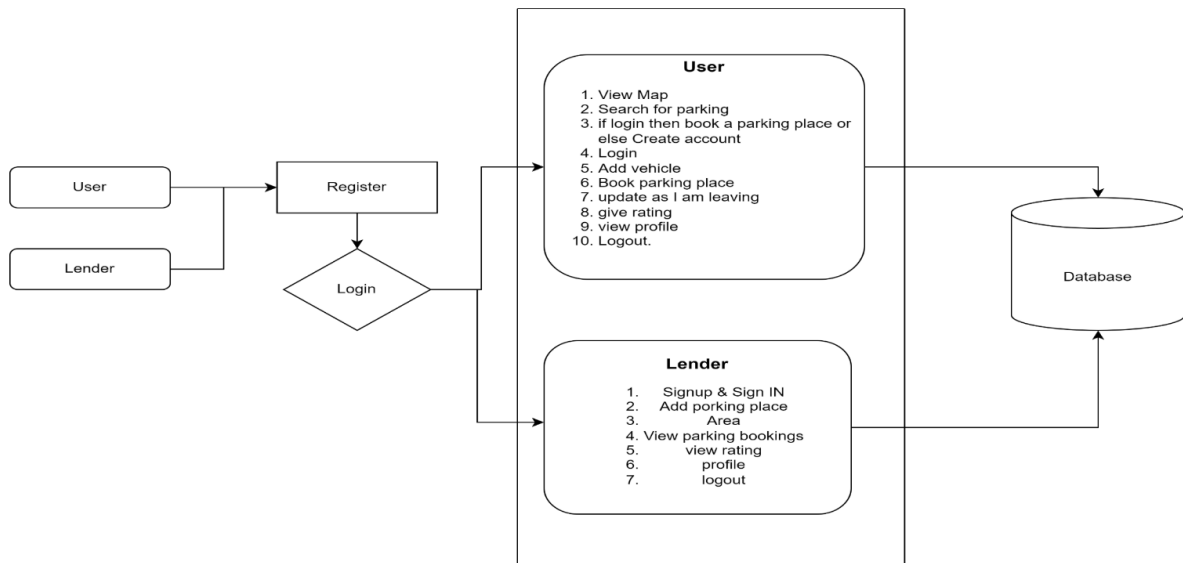 User
Lender
Register
Login
User
1. View Map
2. Search for parking
3. if login then book a parking place or
else Create account
4. Login
5. Add vehicle
6. Book parking place
7. update as I am leaving
8. give rating
9. view profile
10. Logout.
Lender
1. Signup & Sign IN
2. Add porking place
3. Area
4. View parking bookings
5. view rating
6. profile
7. logout
Database